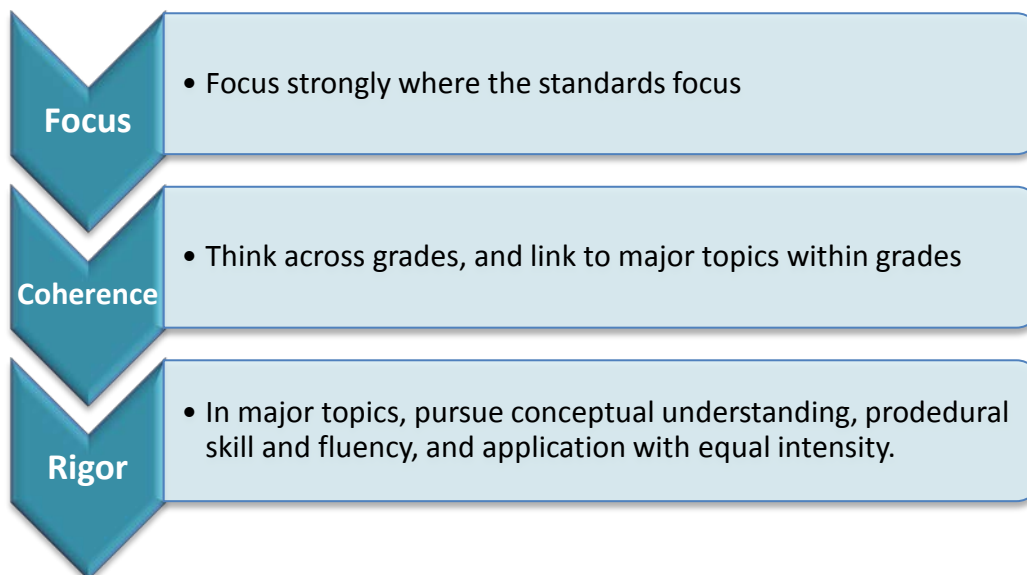 Focus
• Focus strongly where the standards focus
Coherence
• Think across grades, and link to major topics within grades
Rigor
• In major topics, pursue conceptual understanding, prodedural
skill and fluency, and application with equal intensity.